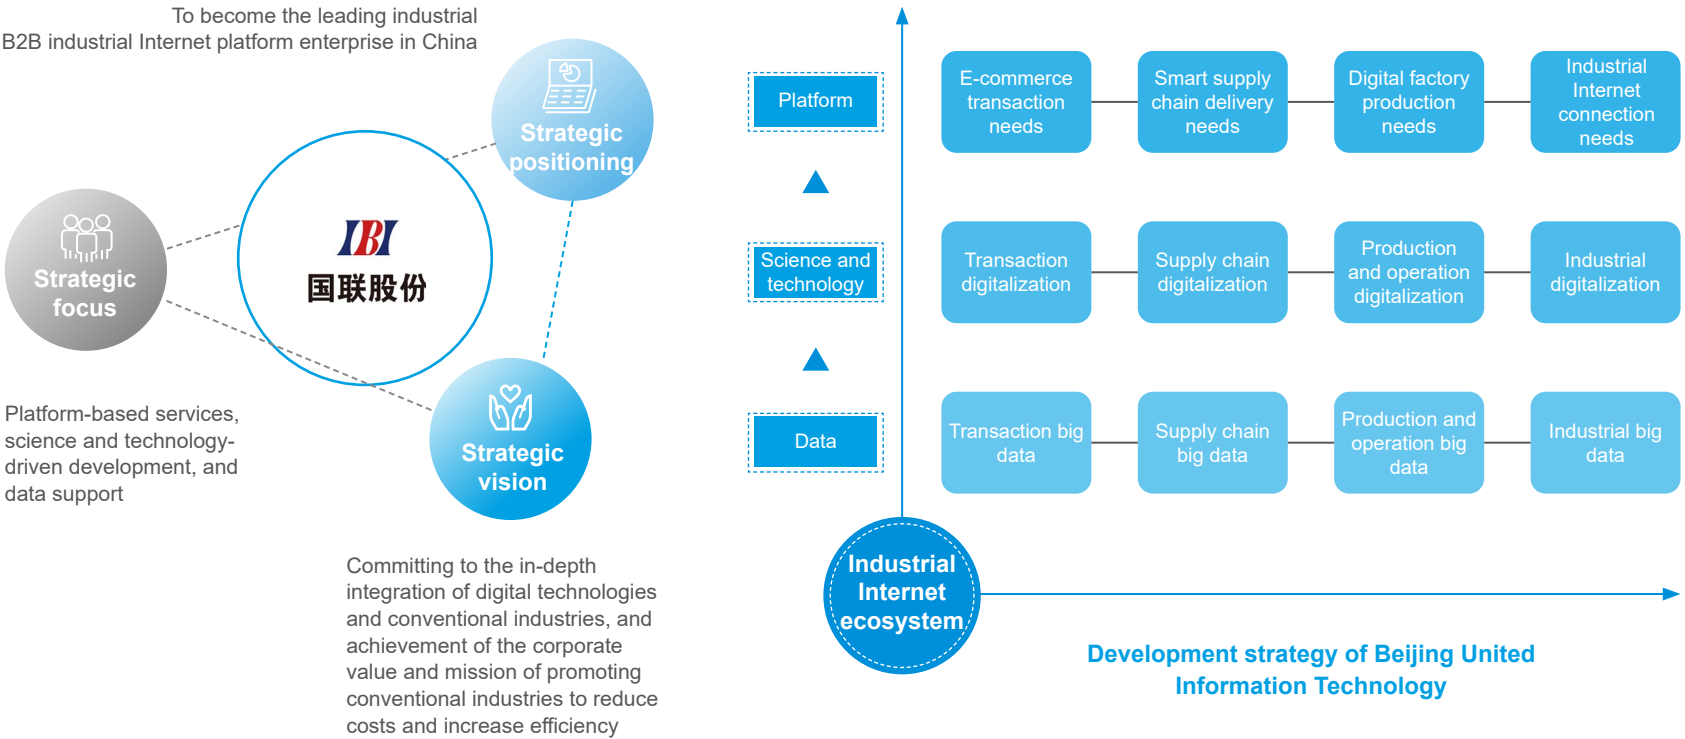 To become the leading industrial
B2B industrial Internet platform enterprise in China
Strategic
positioning
IBI
国联股份
Strategic
focus
Platform-based services,
science and technology-
driven development, and
data support
Strategic
vision
Committing to the in-depth
integration of digital technologies
and conventional industries, and
achievement of the corporate
value and mission of promoting
conventional industries to reduce
costs and increase efficiency
Platform
E-commerce
transaction
needs
Smart supply
chain delivery
needs
Digital factory
production
needs
Industrial
Internet
connection
needs
Science and
technology
Transaction
digitalization
Supply chain
digitalization
Production
and operation
digitalization
Industrial
digitalization
Data
Transaction big
data
Supply chain
big data
Production and
operation big
data
Industrial big
data
Industrial
Internet
ecosystem
Development strategy of Beijing United
Information Technology